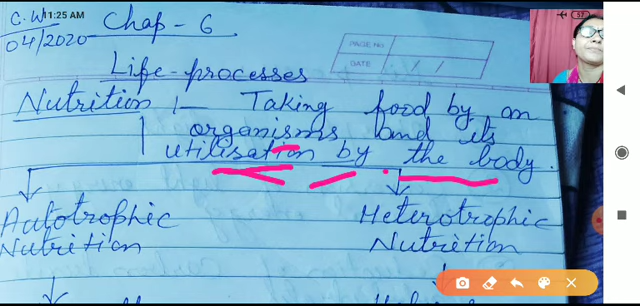 C.W 11:25 AM
04/2020
Chap - 6
PAGE NO.
DATE / /
57
Life-processes
Nutrition :- Taking food by an
organisms and its
utilisation by the body.
Autotrophic
Nutrition
Heterotrophic
Nutrition